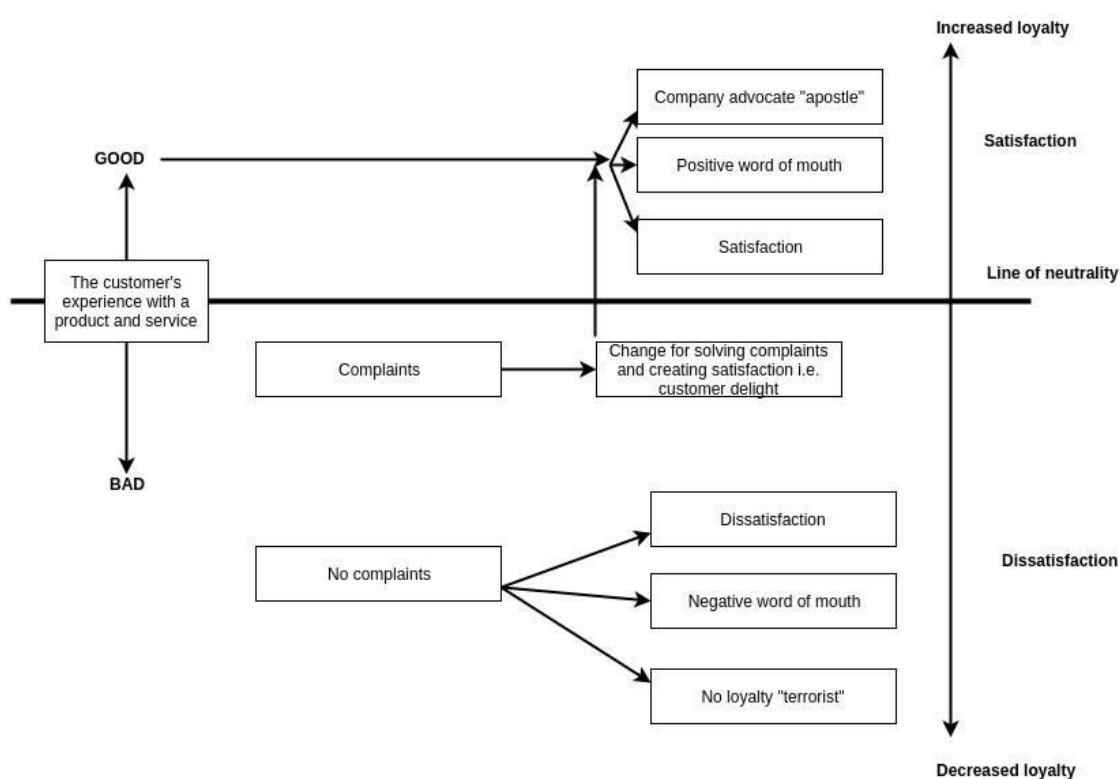 Increased loyalty
Company advocate "apostle"
Satisfaction
GOOD
Positive word of mouth
Satisfaction
Line of neutrality
The customer's
experience with a
product and service
Complaints
Change for solving complaints
and creating satisfaction i.e.
customer delight
BAD
Dissatisfaction
No complaints
Dissatisfaction
Negative word of mouth
No loyalty "terrorist"
Decreased loyalty